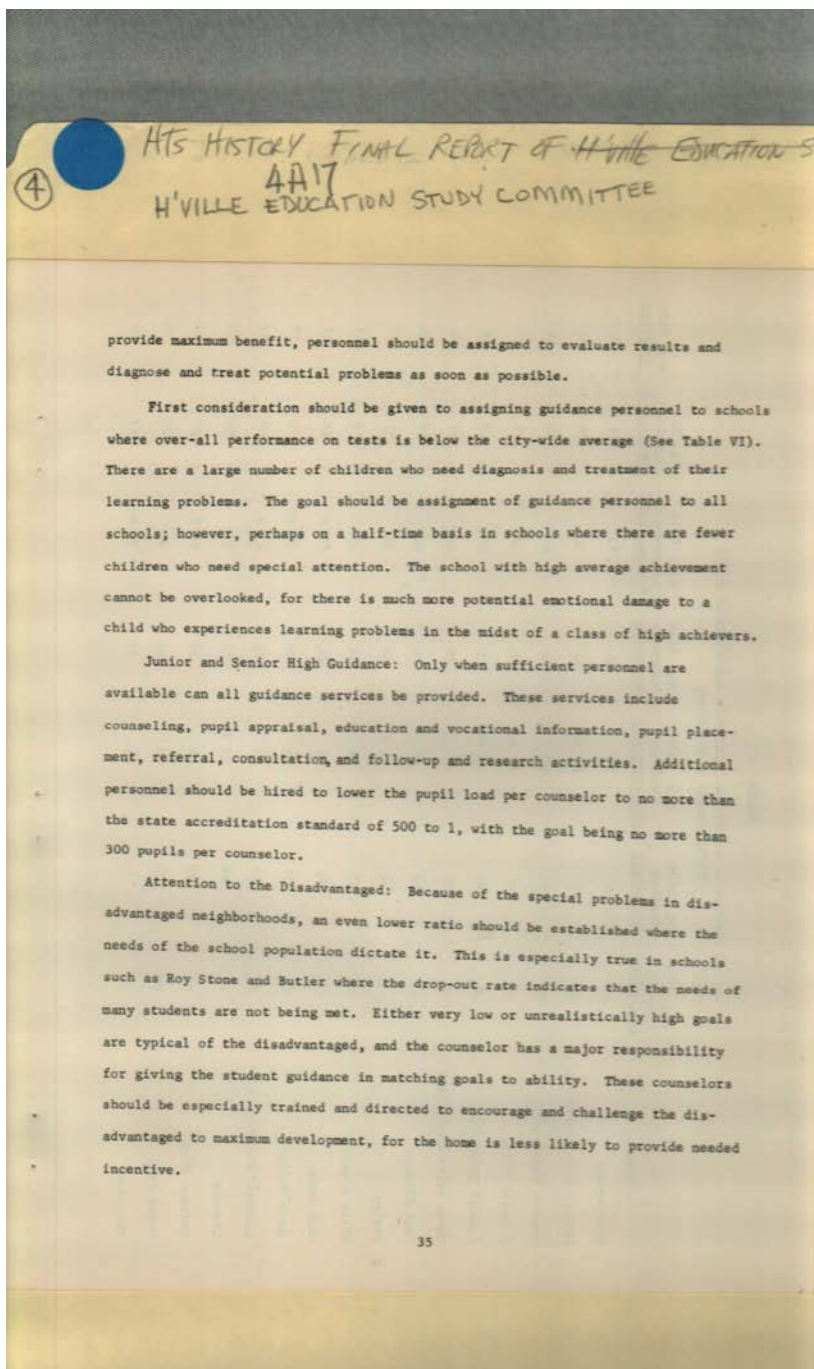 HTS HISTORY FINAL REPORT OF H'ville EDUCATION S
4
4A17
H'VILLE EDUCATION STUDY COMMITTEE
provide maximum benefit, personnel should be assigned to evaluate results and
diagnose and treat potential problems as soon as possible.
First consideration should be given to assigning guidance personnel to schools
where over-all performance on tests is below the city-wide average (See Table VI).
There are a large number of children who need diagnosis and treatment of their
learning problems. The goal should be assignment of guidance personnel to all
schools; however, perhaps on a half-time basis in schools where there are fewer
children who need special attention. The school with high average achievement
cannot be overlooked, for there is much more potential emotional damage to a
child who experiences learning problems in the midst of a class of high achievers.
Junior and Senior High Guidance: Only when sufficient personnel are
available can all guidance services be provided. These services include
counseling, pupil appraisal, education and vocational information, pupil place-
ment, referral, consultation, and follow-up and research activities. Additional
personnel should be hired to lower the pupil load per counselor to no more than
the state accreditation standard of 500 to 1, with the goal being no more than
300 pupils per counselor.
Attention to the Disadvantaged: Because of the special problems in dis-
advantaged neighborhoods, an even lower ratio should be established where the
needs of the school population dictate it. This is especially true in schools
such as Roy Stone and Butler where the drop-out rate indicates that the needs of
many students are not being met. Either very low or unrealistically high goals
are typical of the disadvantaged, and the counselor has a major responsibility
for giving the student guidance in matching goals to ability. These counselors
should be especially trained and directed to encourage and challenge the dis-
advantaged to maximum development, for the home is less likely to provide needed
incentive.
35